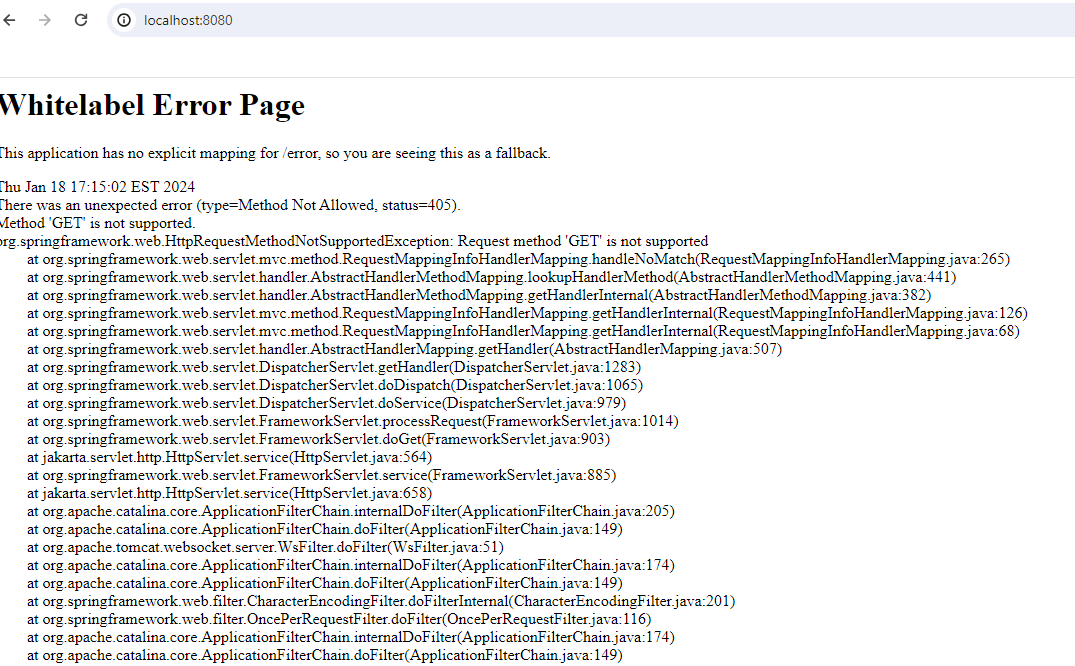 localhost:8080
Whitelabel Error Page
This application has no explicit mapping for /error, so you are seeing this as a fallback.
Thu Jan 18 17:15:02 EST 2024
There was an unexpected error (type=Method Not Allowed, status=405).
Method 'GET' is not supported.
org.springframework.web.HttpRequestMethodNotSupportedException: Request method 'GET' is not supported
at org.springframework.web.servlet.mvc.method.RequestMappingInfoHandlerMapping.handleNoMatch(RequestMappingInfoHandlerMapping.java:265)
at org.springframework.web.servlet.handler.AbstractHandlerMethodMapping.lookupHandlerMethod(AbstractHandlerMethodMapping.java:441)
at org.springframework.web.servlet.handler.AbstractHandlerMethodMapping.getHandlerInternal(AbstractHandlerMethodMapping.java:382)
at org.springframework.web.servlet.mvc.method.RequestMappingInfoHandlerMapping.getHandlerInternal(RequestMappingInfoHandlerMapping.java:126)
at org.springframework.web.servlet.mvc.method.RequestMappingInfoHandlerMapping.getHandlerInternal(RequestMappingInfoHandlerMapping.java:68)
at org.springframework.web.servlet.handler.AbstractHandlerMapping.getHandler(AbstractHandlerMapping.java:507)
at org.springframework.web.servlet.DispatcherServlet.getHandler(DispatcherServlet.java:1283)
at org.springframework.web.servlet.DispatcherServlet.doDispatch(DispatcherServlet.java:1065)
at org.springframework.web.servlet.DispatcherServlet.doService(DispatcherServlet.java:979)
at org.springframework.web.servlet.FrameworkServlet.processRequest(FrameworkServlet.java:1014)
at org.springframework.web.servlet.FrameworkServlet.doGet(FrameworkServlet.java:903)
at jakarta.servlet.http.HttpServlet.service(HttpServlet.java:564)
at org.springframework.web.servlet.FrameworkServlet.service(FrameworkServlet.java:885)
at jakarta.servlet.http.HttpServlet.service(HttpServlet.java:658)
at org.apache.catalina.core.ApplicationFilterChain.internalDoFilter(ApplicationFilterChain.java:205)
at org.apache.catalina.core.ApplicationFilterChain.doFilter(ApplicationFilterChain.java:149)
at org.apache.tomcat.websocket.server.WsFilter.doFilter(WsFilter.java:51)
at org.apache.catalina.core.ApplicationFilterChain.internalDoFilter(ApplicationFilterChain.java:174)
at org.apache.catalina.core.ApplicationFilterChain.doFilter(ApplicationFilterChain.java:149)
at org.springframework.web.filter.CharacterEncodingFilter.doFilterInternal(CharacterEncodingFilter.java:201)
at org.springframework.web.filter.OncePerRequestFilter.doFilter(OncePerRequestFilter.java:116)
at org.apache.catalina.core.ApplicationFilterChain.internalDoFilter(ApplicationFilterChain.java:174)
at org.apache.catalina.core.ApplicationFilterChain.doFilter(ApplicationFilterChain.java:149)